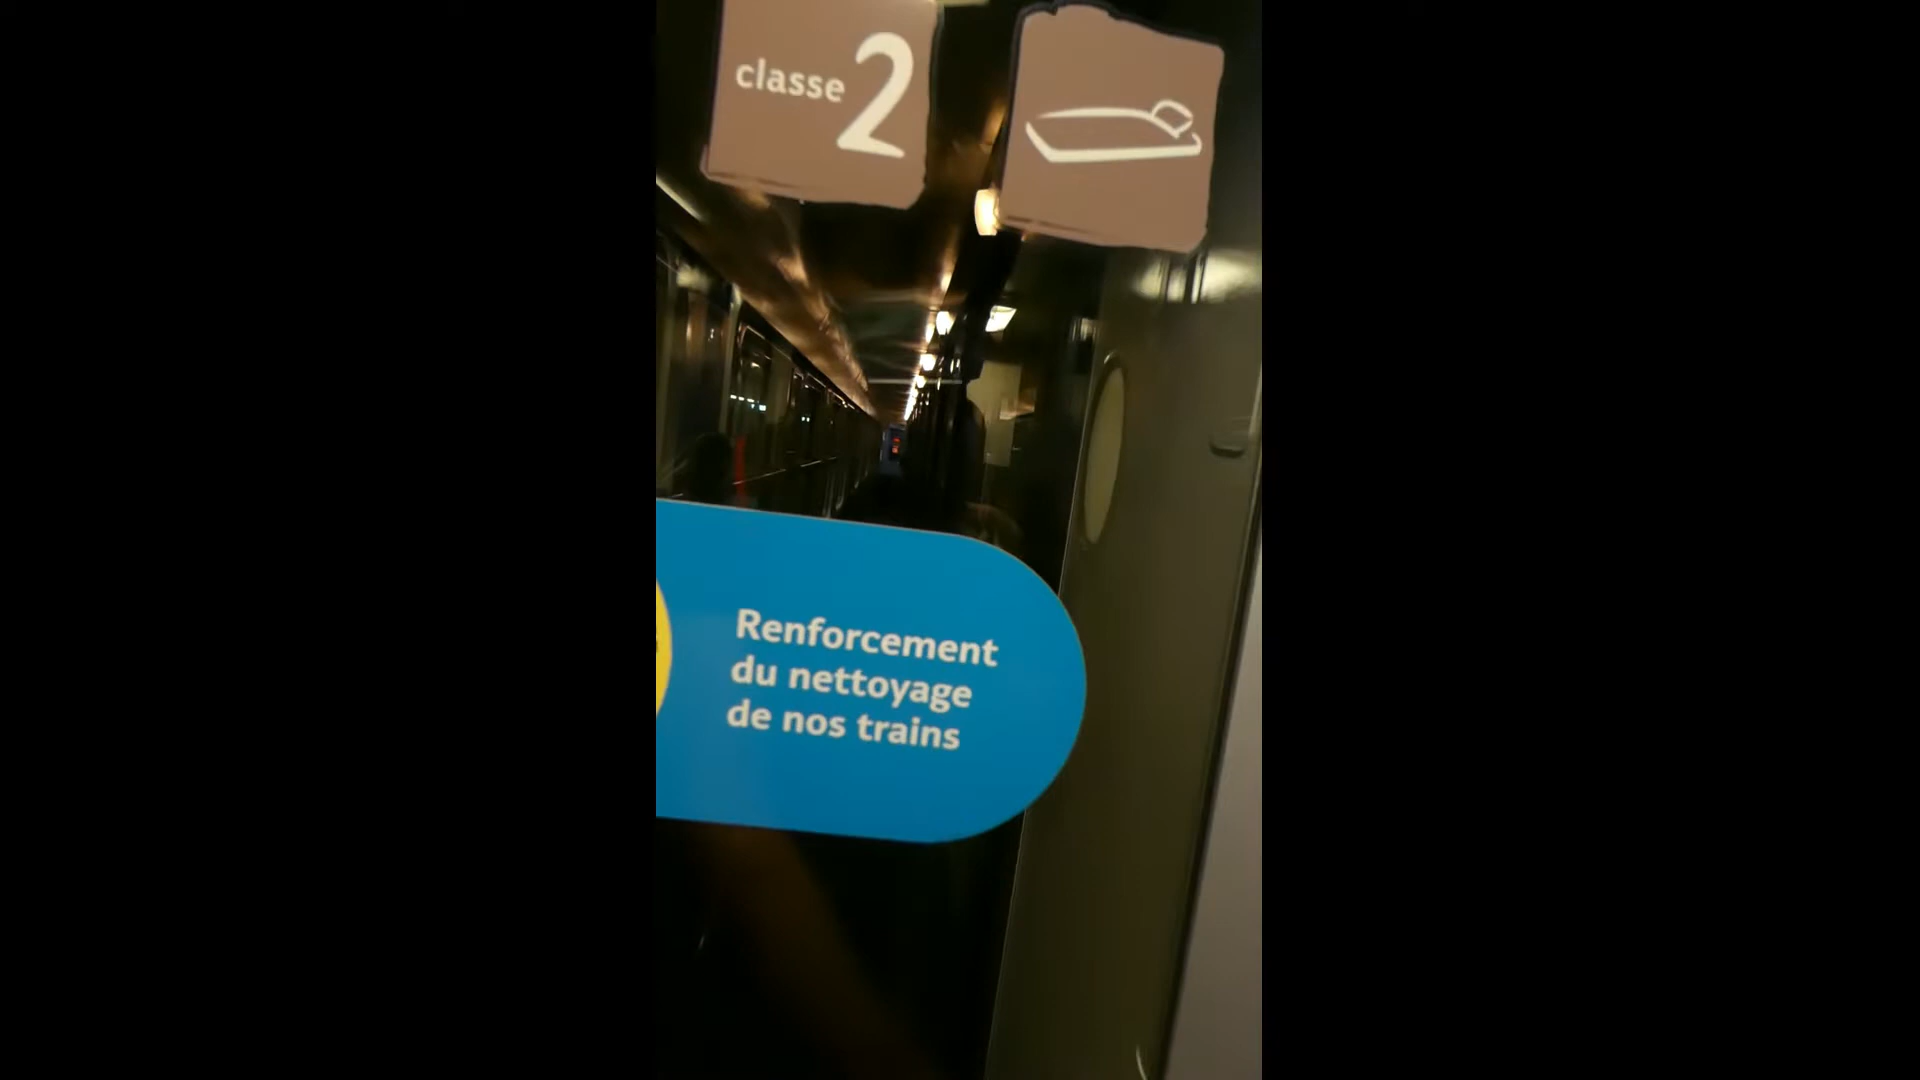 classe 2
Renforcement
du nettoyage
de nos trains